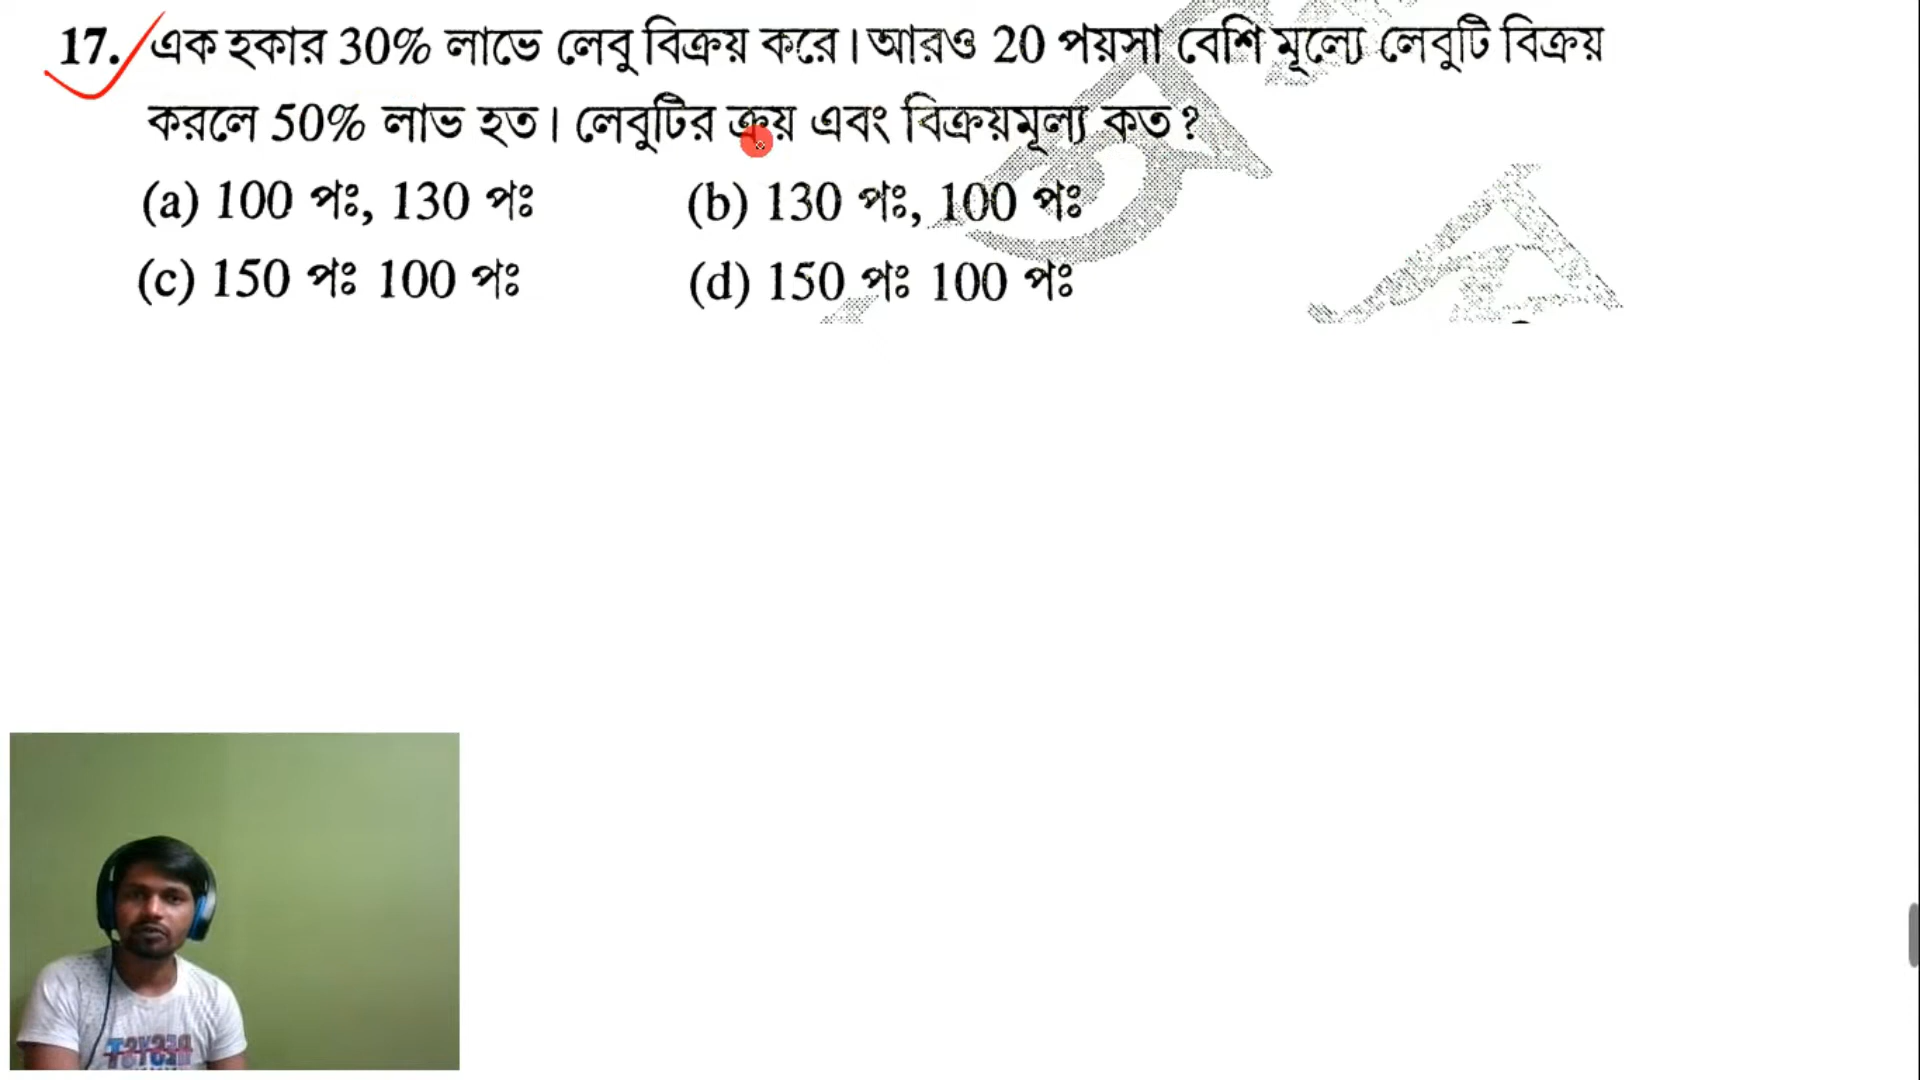 17. এক হকার 30% লাভে লেবু বিক্রয় করে। আরও 20 পয়সা বেশি মূল্যে লেবুটি বিক্রয়
করলে 50% লাভ হত। লেবুটির ক্রয় এবং বিক্রয়মূল্য কত?
(a) 100 পঃ, 130 পঃ (b) 130 পঃ, 100 পঃ
(c) 150 পঃ 100 পঃ (d) 150 পঃ 100 পঃ